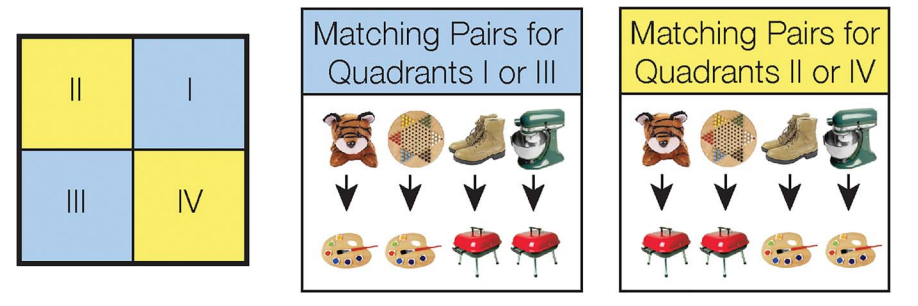 II
I
III
IV
Matching Pairs for
Quadrants I or III
Matching Pairs for
Quadrants II or IV